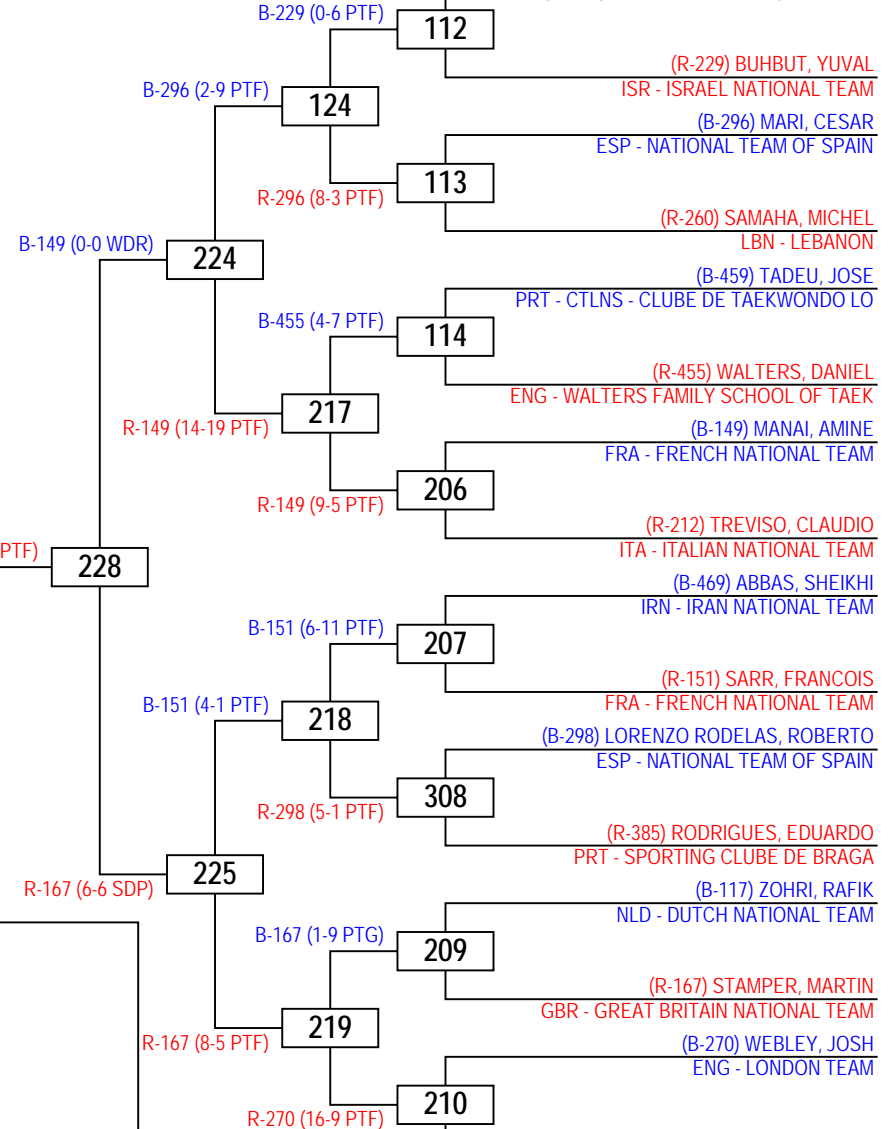 B-229 (0-6 PTF)
112
(R-229) BUHBUT, YUVAL
ISR - ISRAEL NATIONAL TEAM
B-296 (2-9 PTF)
124
(B-296) MARI, CESAR
ESP - NATIONAL TEAM OF SPAIN
113
R-296 (8-3 PTF)
(R-260) SAMAHA, MICHEL
LBN - LEBANON
B-149 (0-0 WDR)
224
(B-459) TADEU, JOSE
PRT - CTLNS - CLUBE DE TAEKWONDO LO
B-455 (4-7 PTF)
114
(R-455) WALTERS, DANIEL
ENG - WALTERS FAMILY SCHOOL OF TAEK
217
R-149 (14-19 PTF)
(B-149) MANAI, AMINE
FRA - FRENCH NATIONAL TEAM
206
R-149 (9-5 PTF)
(R-212) TREVISO, CLAUDIO
ITA - ITALIAN NATIONAL TEAM
PTF)
228
(B-469) ABBAS, SHEIKHI
IRN - IRAN NATIONAL TEAM
B-151 (6-11 PTF)
207
(R-151) SARR, FRANCOIS
FRA - FRENCH NATIONAL TEAM
B-151 (4-1 PTF)
218
(B-298) LORENZO RODELAS, ROBERTO
ESP - NATIONAL TEAM OF SPAIN
308
R-298 (5-1 PTF)
(R-385) RODRIGUES, EDUARDO
PRT - SPORTING CLUBE DE BRAGA
225
R-167 (6-6 SDP)
(B-117) ZOHRI, RAFIK
NLD - DUTCH NATIONAL TEAM
B-167 (1-9 PTG)
209
(R-167) STAMPER, MARTIN
GBR - GREAT BRITAIN NATIONAL TEAM
219
R-167 (8-5 PTF)
(B-270) WEBLEY, JOSH
ENG - LONDON TEAM
210
R-270 (16-9 PTF)